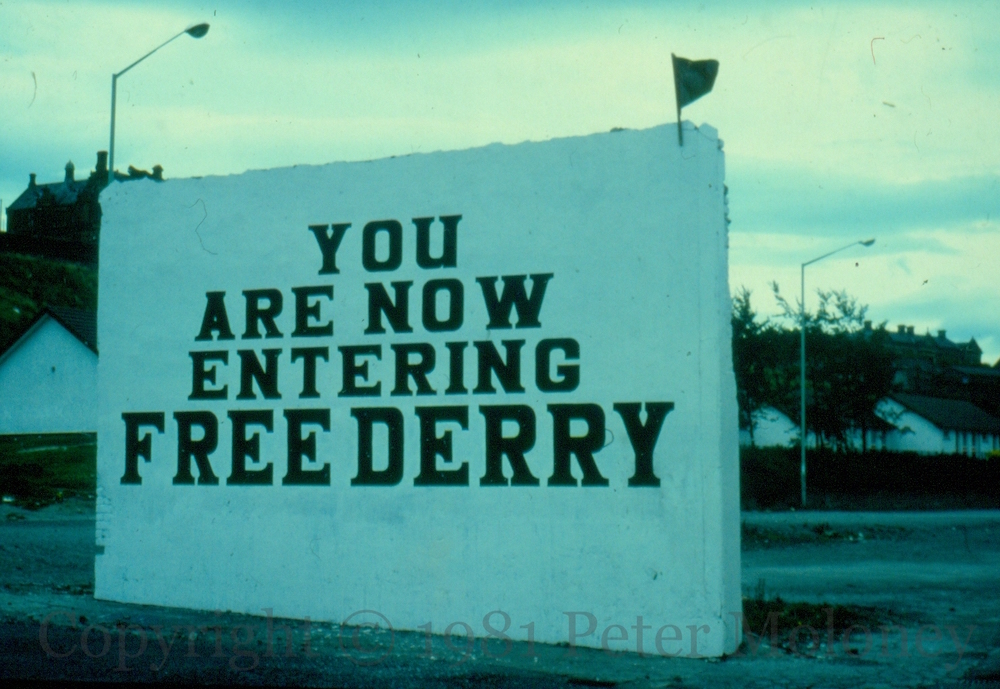 YOU
ARE NOW
ENTERING
FREE DERRY
Copyright © 1981 Peter Moloney